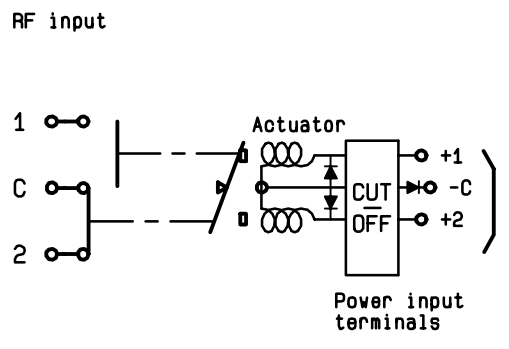 RF input
1
Actuator
+1
C
CUT
-C
OFF
+2
2
Power input
terminals